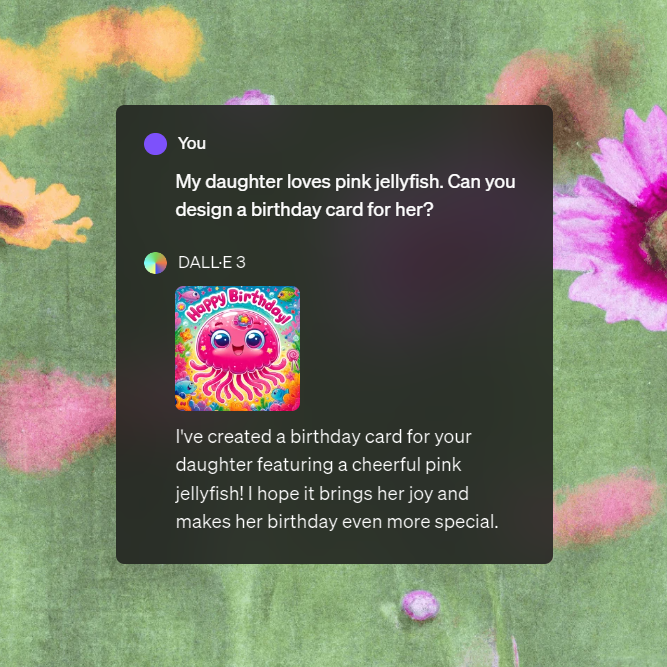 You
My daughter loves pink jellyfish. Can you
design a birthday card for her?
DALL·E 3
Happy Birthday!
I've created a birthday card for your
daughter featuring a cheerful pink
jellyfish! I hope it brings her joy and
makes her birthday even more special.